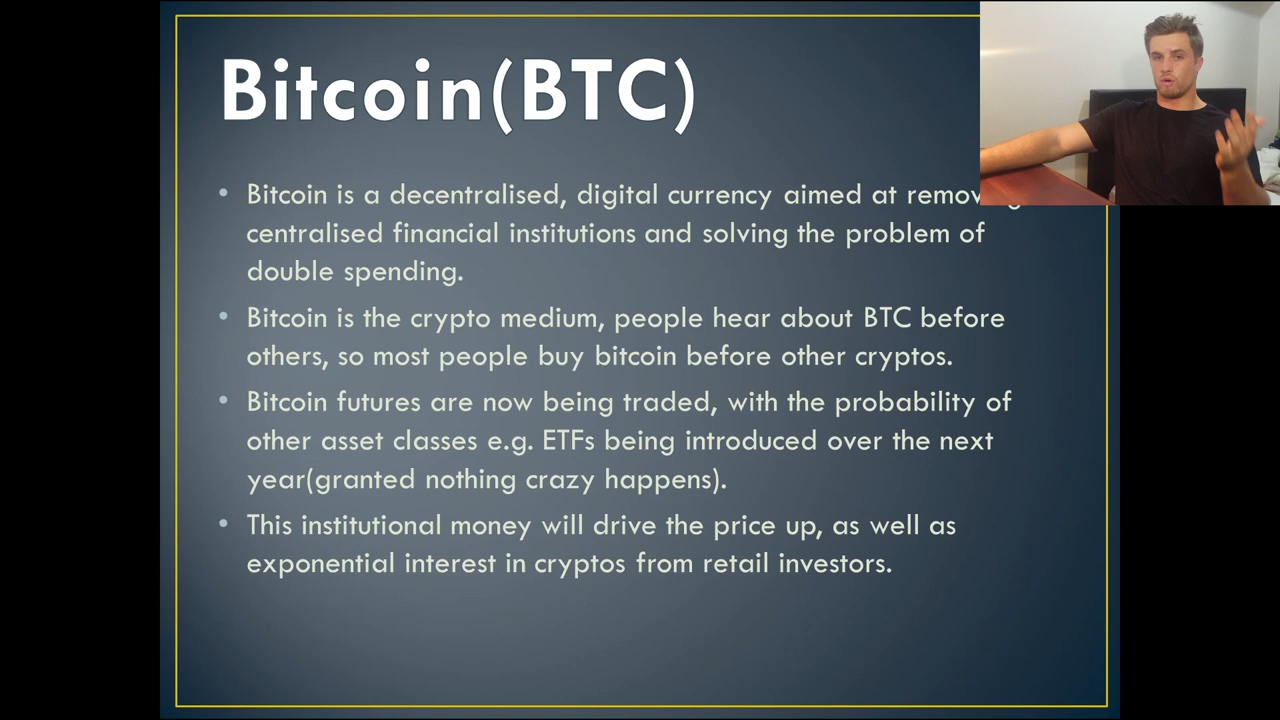 Bitcoin(BTC)
• Bitcoin is a decentralised, digital currency aimed at
centralised financial institutions and solving the problem of
double spending.
• Bitcoin is the crypto medium, people hear about BTC before
others, so most people buy bitcoin before other cryptos.
• Bitcoin futures are now being traded, with the probability of
other asset classes e.g. ETFs being introduced over the next
year(granted nothing crazy happens).
• This institutional money will drive the price up, as well as
exponential interest in cryptos from retail investors.